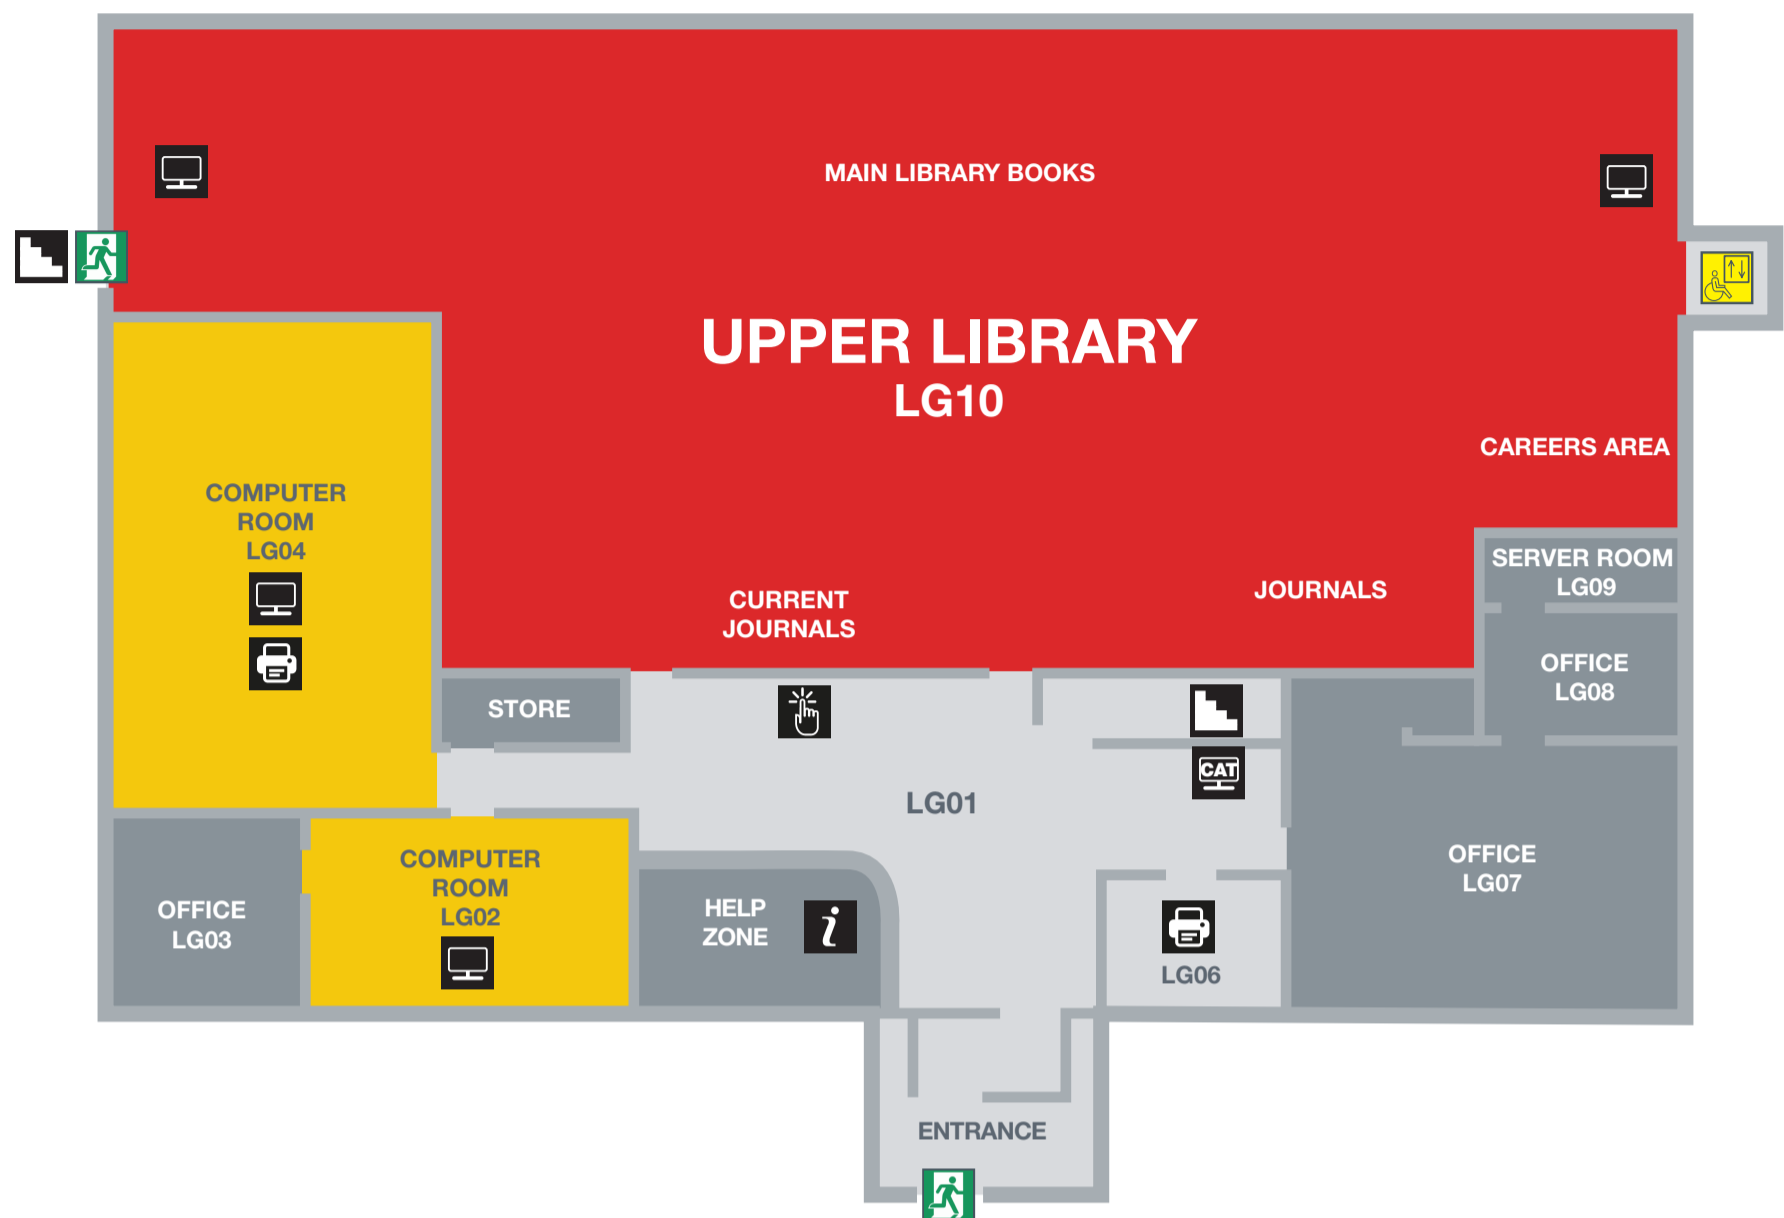 MAIN LIBRARY BOOKS
UPPER LIBRARY
LG10
CAREERS AREA
COMPUTER
ROOM
LG04
SERVER ROOM
LG09
JOURNALS
CURRENT
JOURNALS
OFFICE
LG08
STORE
CAT
LG01
COMPUTER
ROOM
LG02
OFFICE
LG07
HELP
ZONE
i
OFFICE
LG03
LG06
ENTRANCE